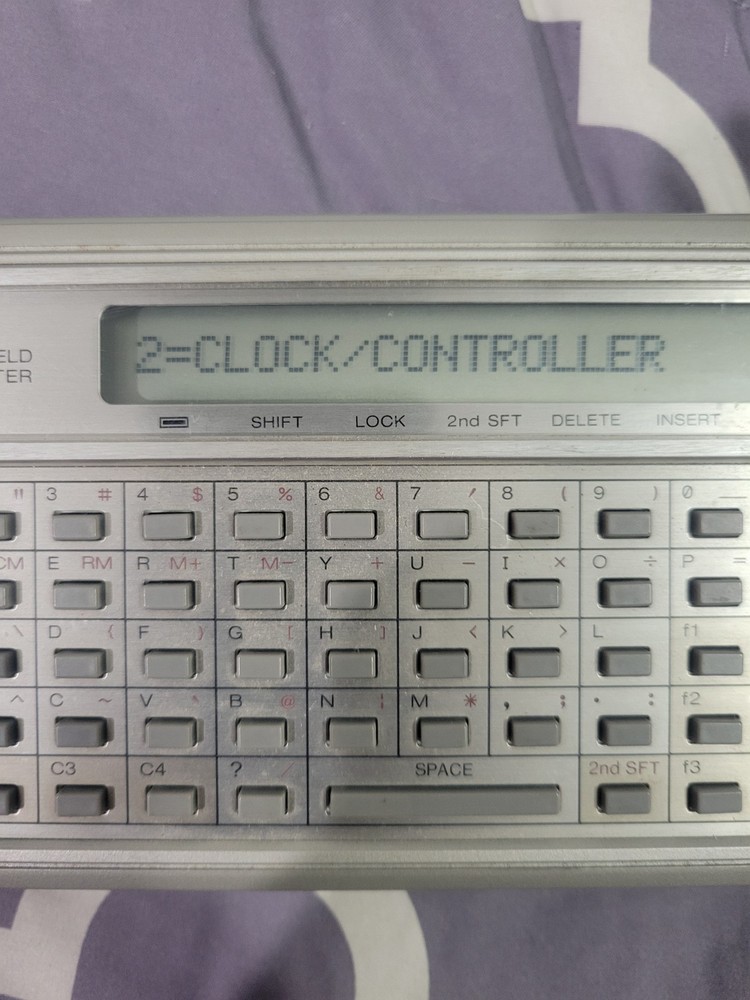 ELD
TER
2=CLOCK/CONTROLLER
SHIFT LOCK 2nd SFT DELETE INSERT
" 3 # 4 $ 5 % 6 & 7 ' 8 ( 9 ) 0 _
CM E RM R M+ T M− Y + U − I × O ÷ P =
\ D { F } G [ H ] J < K > L f1
^ C ~ V ` B @ N ¦ M * , ; . : f2
C3 C4 ? / SPACE 2nd SFT f3